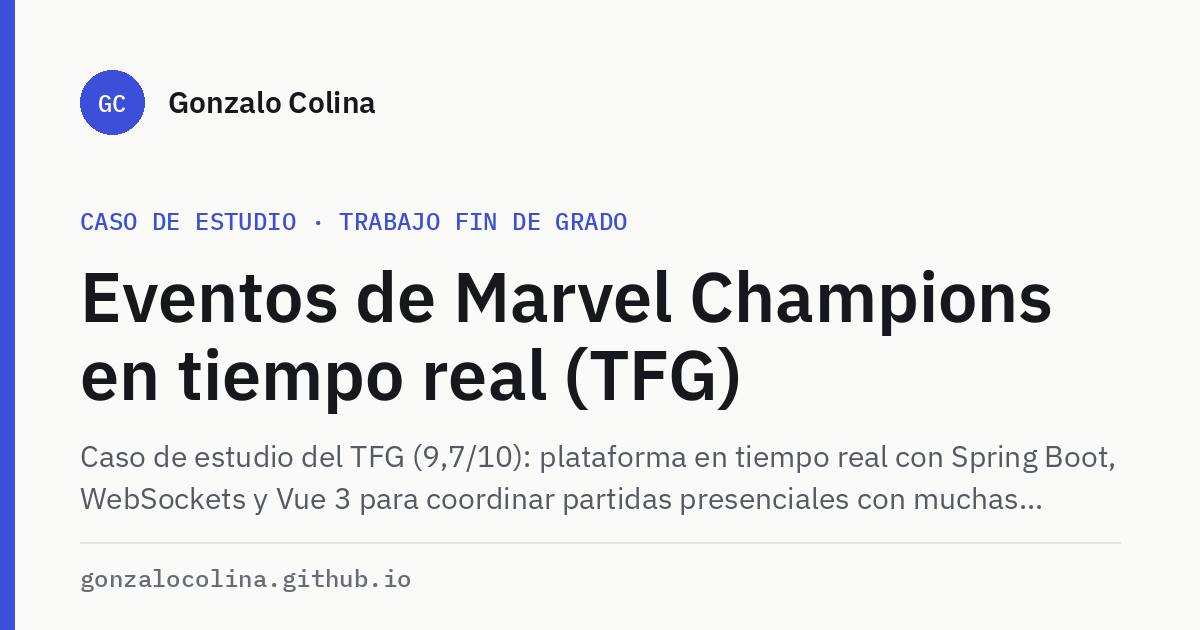 GC
Gonzalo Colina
CASO DE ESTUDIO · TRABAJO FIN DE GRADO
Eventos de Marvel Champions
en tiempo real (TFG)
Caso de estudio del TFG (9,7/10): plataforma en tiempo real con Spring Boot,
WebSockets y Vue 3 para coordinar partidas presenciales con muchas…
gonzalocolina.github.io